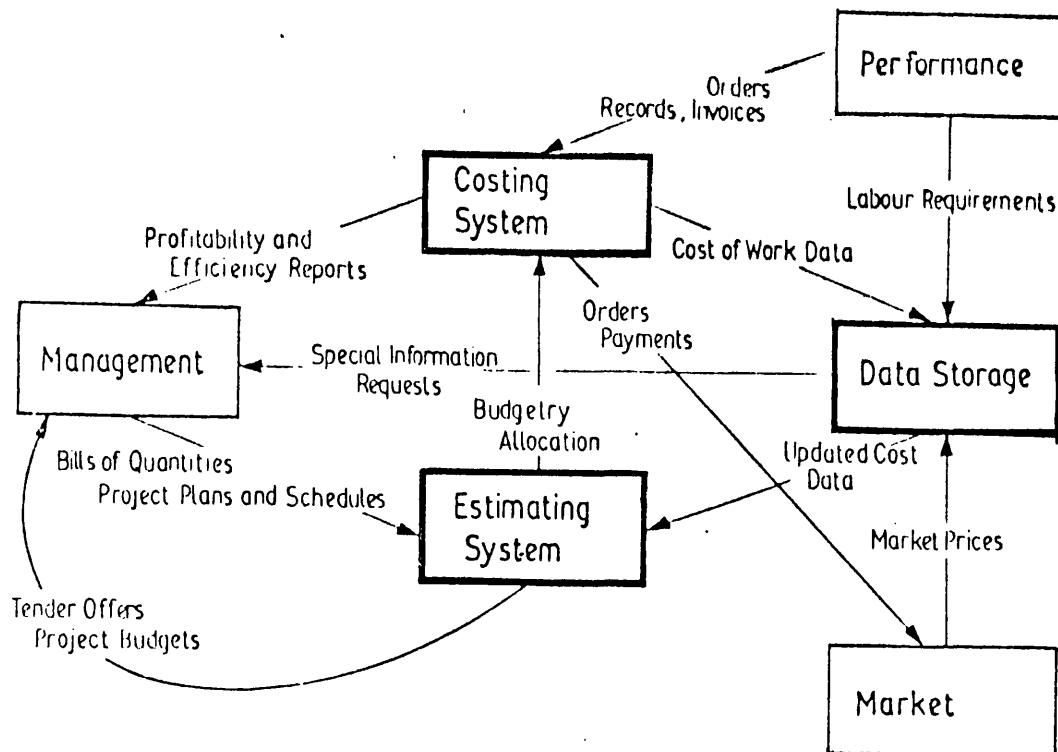 Performance
Orders
Records, Invoices
Costing
System
Labour Requirements
Profitability and
Efficiency Reports
Cost of Work Data
Orders
Payments
Management
Special Information
Requests
Data Storage
Budgetry
Allocation
Bills of Quantities
Project Plans and Schedules
Updated Cost
Data
Estimating
System
Market Prices
Tender Offers
Project Budgets
Market